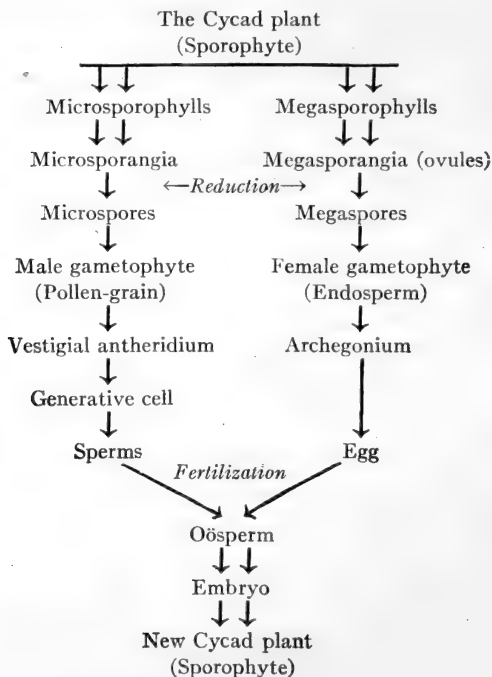 The Cycad plant
(Sporophyte)
Microsporophylls Megasporophylls
Microsporangia Megasporangia (ovules)
←Reduction→
Microspores Megaspores
Male gametophyte Female gametophyte
(Pollen-grain) (Endosperm)
Vestigial antheridium Archegonium
Generative cell
Sperms Egg
Fertilization
Oösperm
Embryo
New Cycad plant
(Sporophyte)